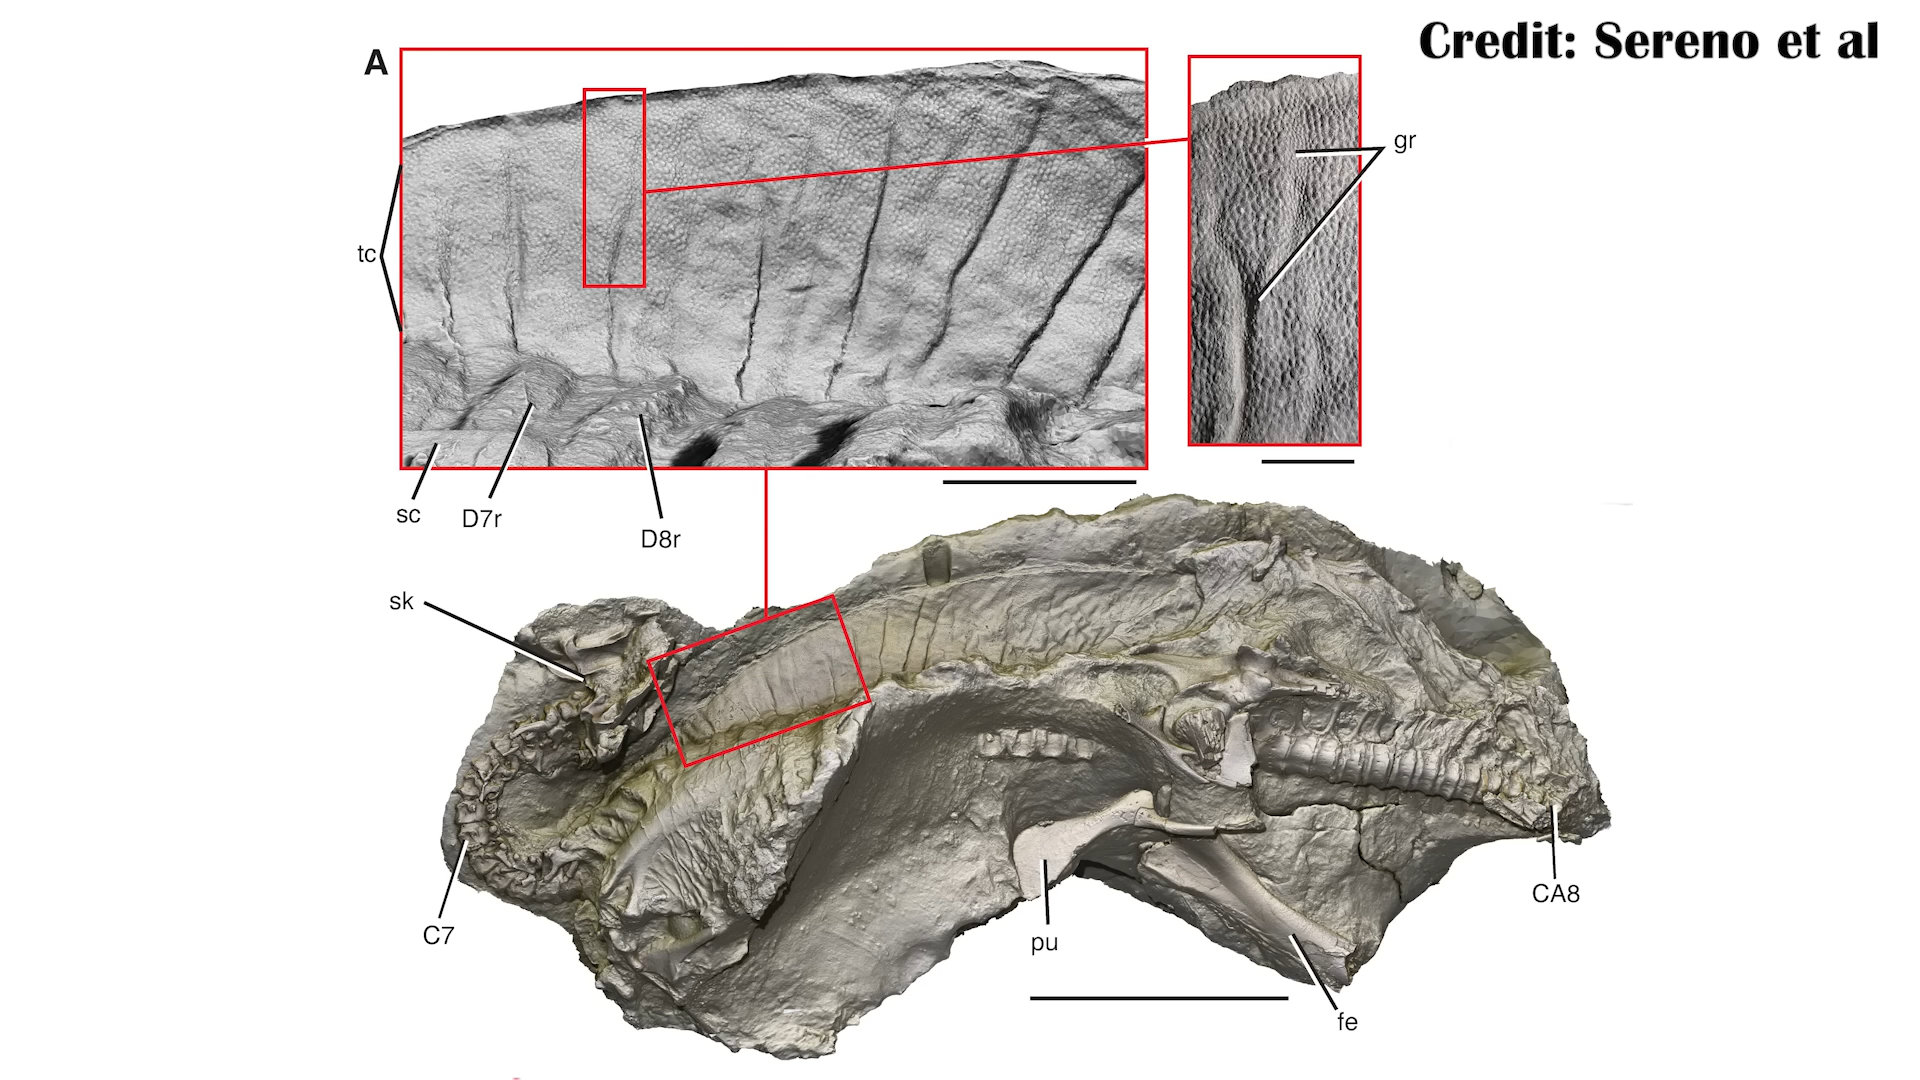 Credit: Sereno et al
A
gr
tc
sc
D7r
D8r
sk
C7
pu
CA8
fe